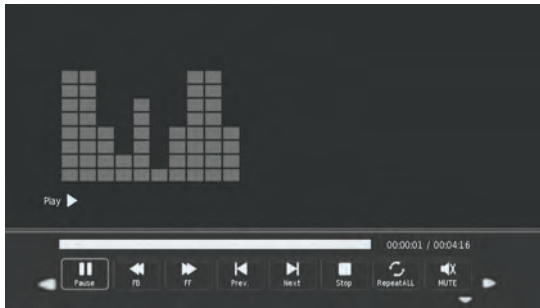 Play
00:00:01 / 00:04:16
Pause FB FF Prev. Next Stop RepeatALL MUTE